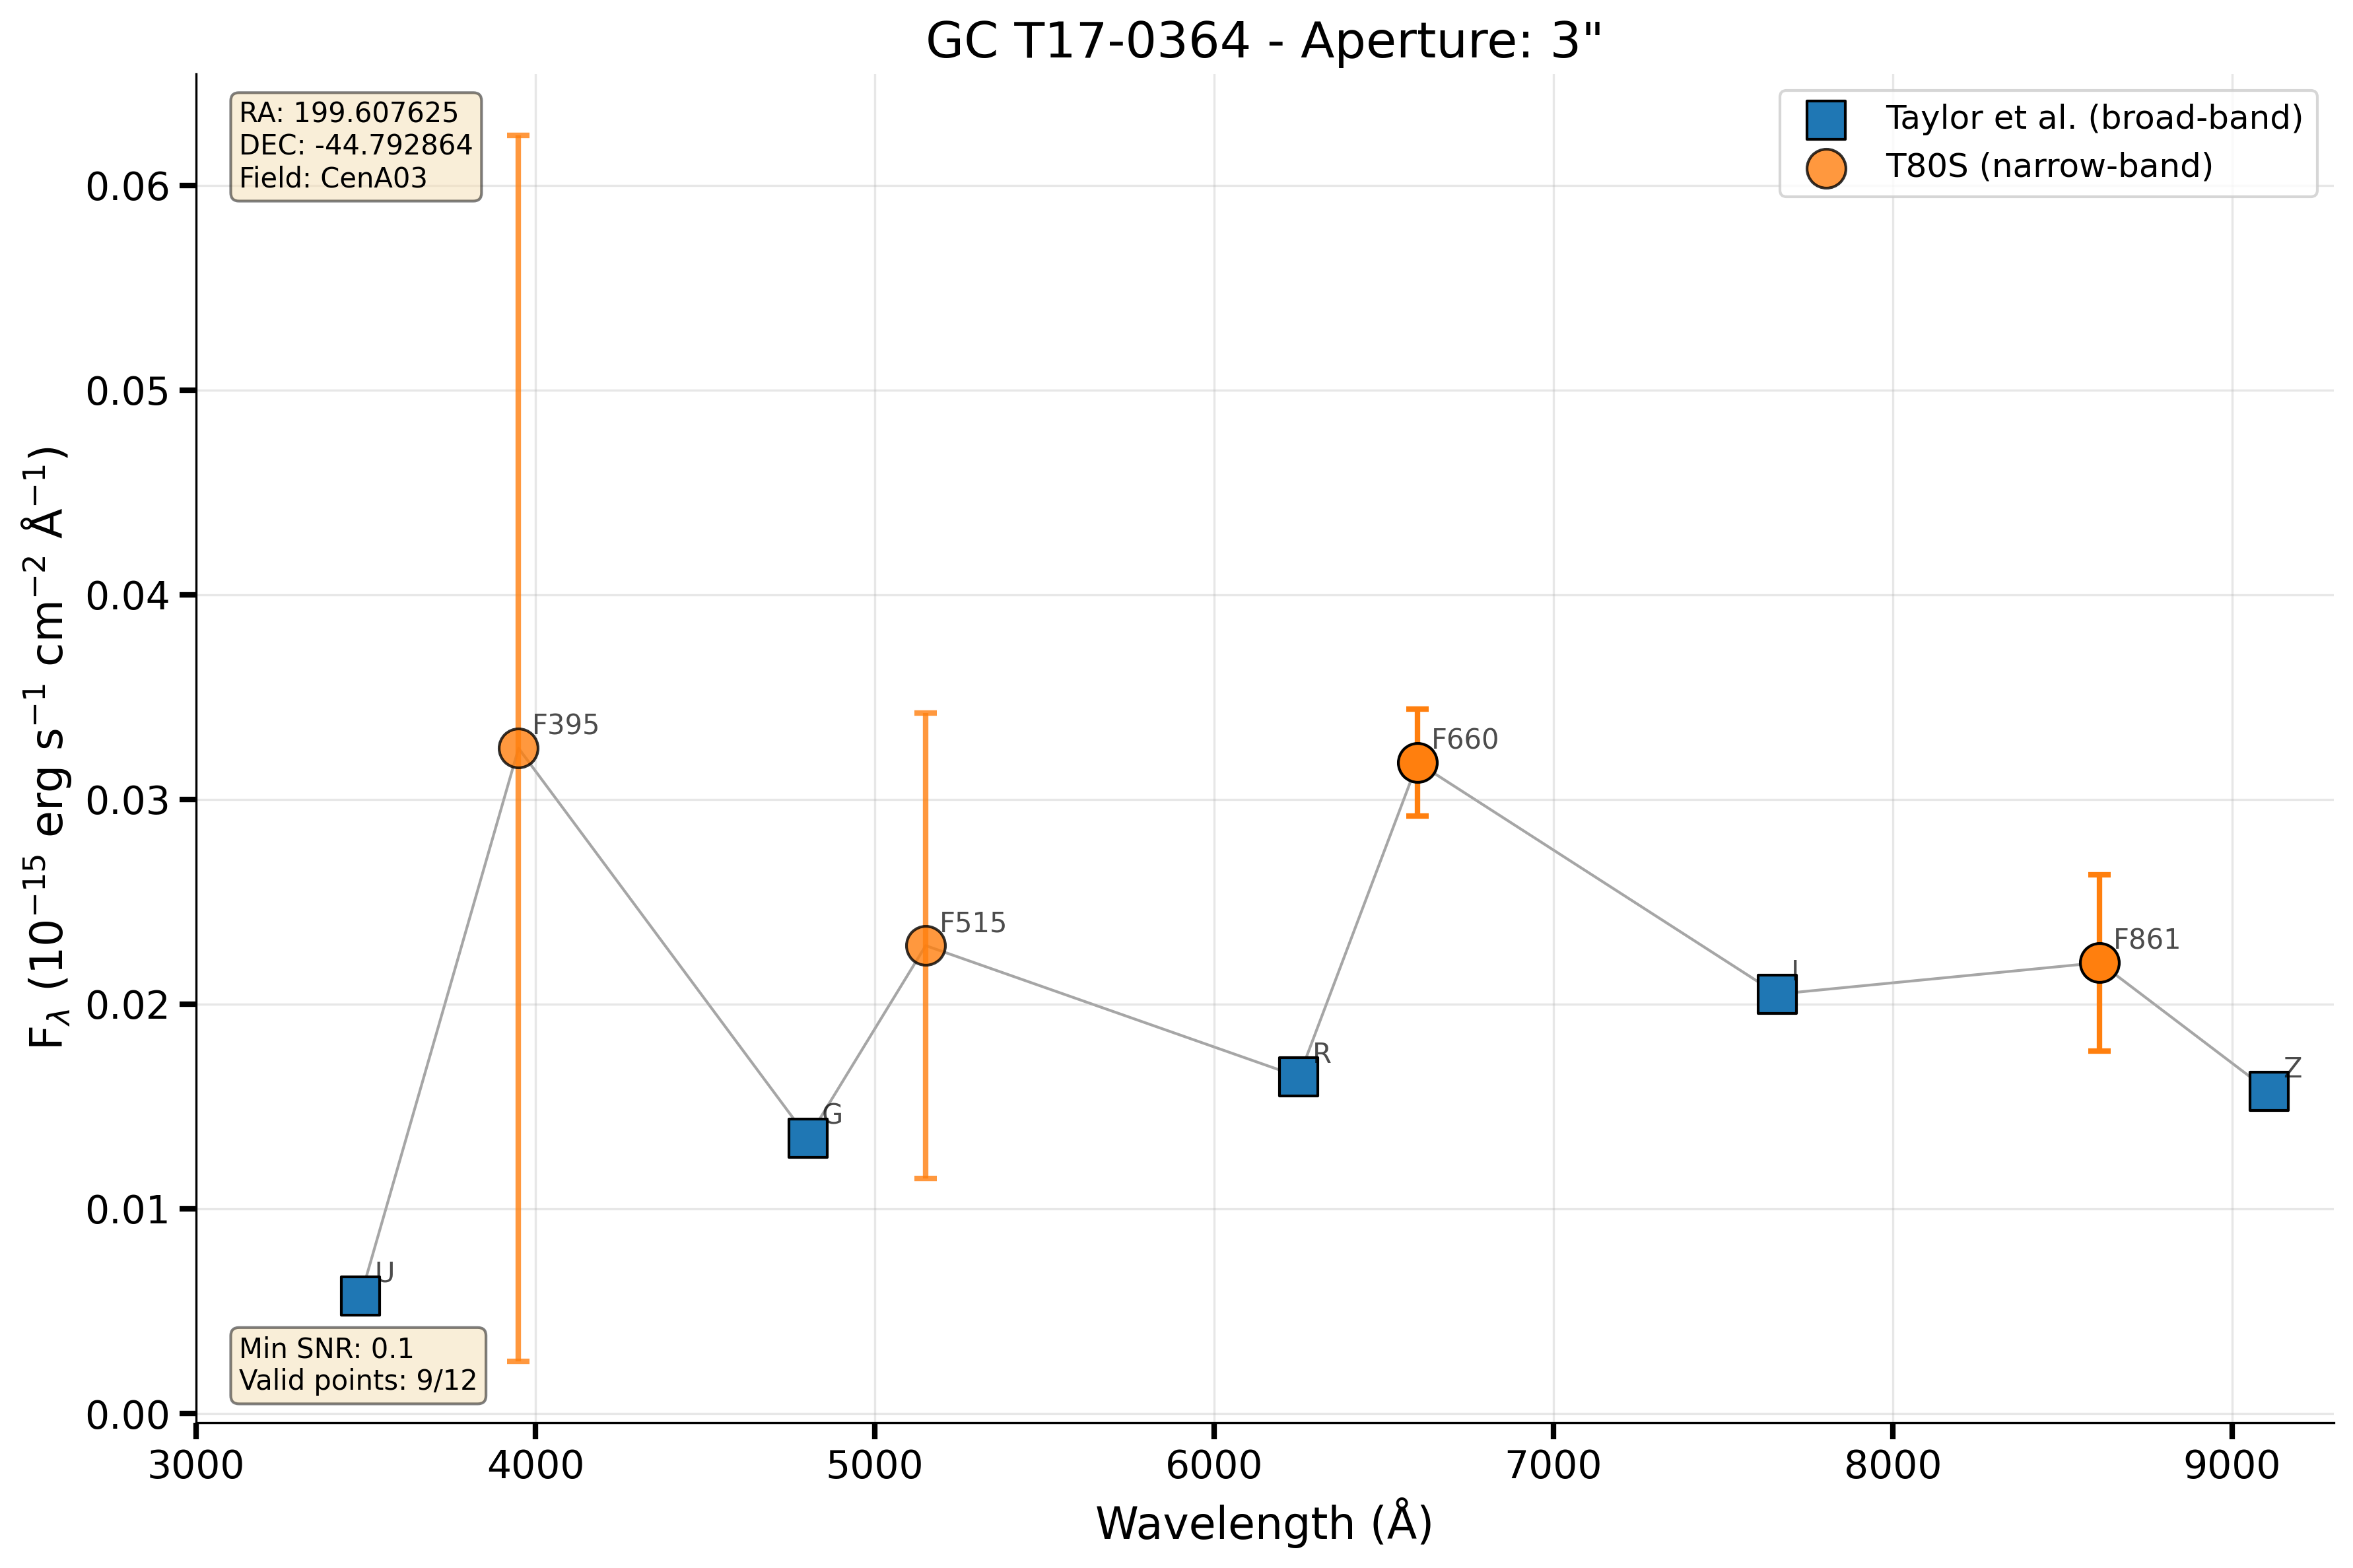 GC T17-0364 - Aperture: 3"
RA: 199.607625
DEC: -44.792864
Field: CenA03
Taylor et al. (broad-band)
T80S (narrow-band)
0.06
0.05
0.04
0.03
0.02
0.01
0.00
F_λ (10⁻¹⁵ erg s⁻¹ cm⁻² Å⁻¹)
F395
F660
F515
F861
I
R
Z
G
U
Min SNR: 0.1
Valid points: 9/12
3000 4000 5000 6000 7000 8000 9000
Wavelength (Å)